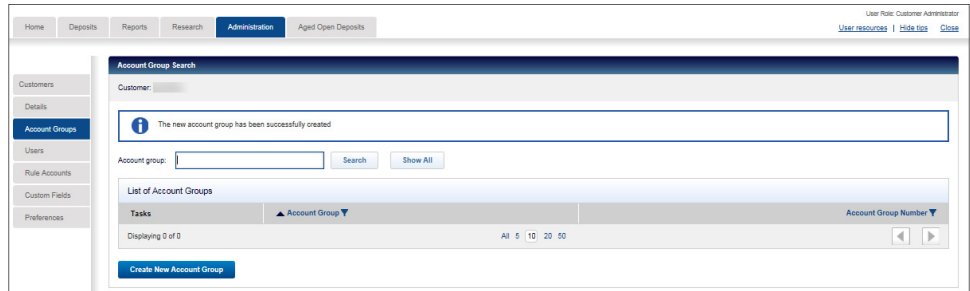 User Role: Customer Administrator
Home Deposits Reports Research Administration Aged Open Deposits
User resources | Hide tips Close
Account Group Search
Customers
Customer:
Details
Account Groups
The new account group has been successfully created
Users
Account group: Search Show All
Rule Accounts
Custom Fields
List of Account Groups
Preferences
Tasks Account Group Account Group Number
Displaying 0 of 0 All 5 10 20 50
Create New Account Group